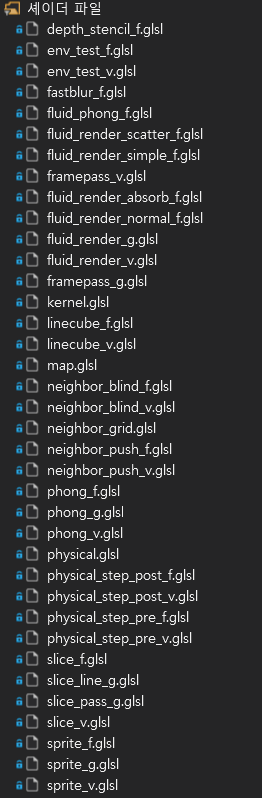 셰이더 파일
depth_stencil_f.glsl
env_test_f.glsl
env_test_v.glsl
fastblur_f.glsl
fluid_phong_f.glsl
fluid_render_scatter_f.glsl
fluid_render_simple_f.glsl
framepass_v.glsl
fluid_render_absorb_f.glsl
fluid_render_normal_f.glsl
fluid_render_g.glsl
fluid_render_v.glsl
framepass_g.glsl
kernel.glsl
linecube_f.glsl
linecube_v.glsl
map.glsl
neighbor_blind_f.glsl
neighbor_blind_v.glsl
neighbor_grid.glsl
neighbor_push_f.glsl
neighbor_push_v.glsl
phong_f.glsl
phong_g.glsl
phong_v.glsl
physical.glsl
physical_step_post_f.glsl
physical_step_post_v.glsl
physical_step_pre_f.glsl
physical_step_pre_v.glsl
slice_f.glsl
slice_line_g.glsl
slice_pass_g.glsl
slice_v.glsl
sprite_f.glsl
sprite_g.glsl
sprite_v.glsl